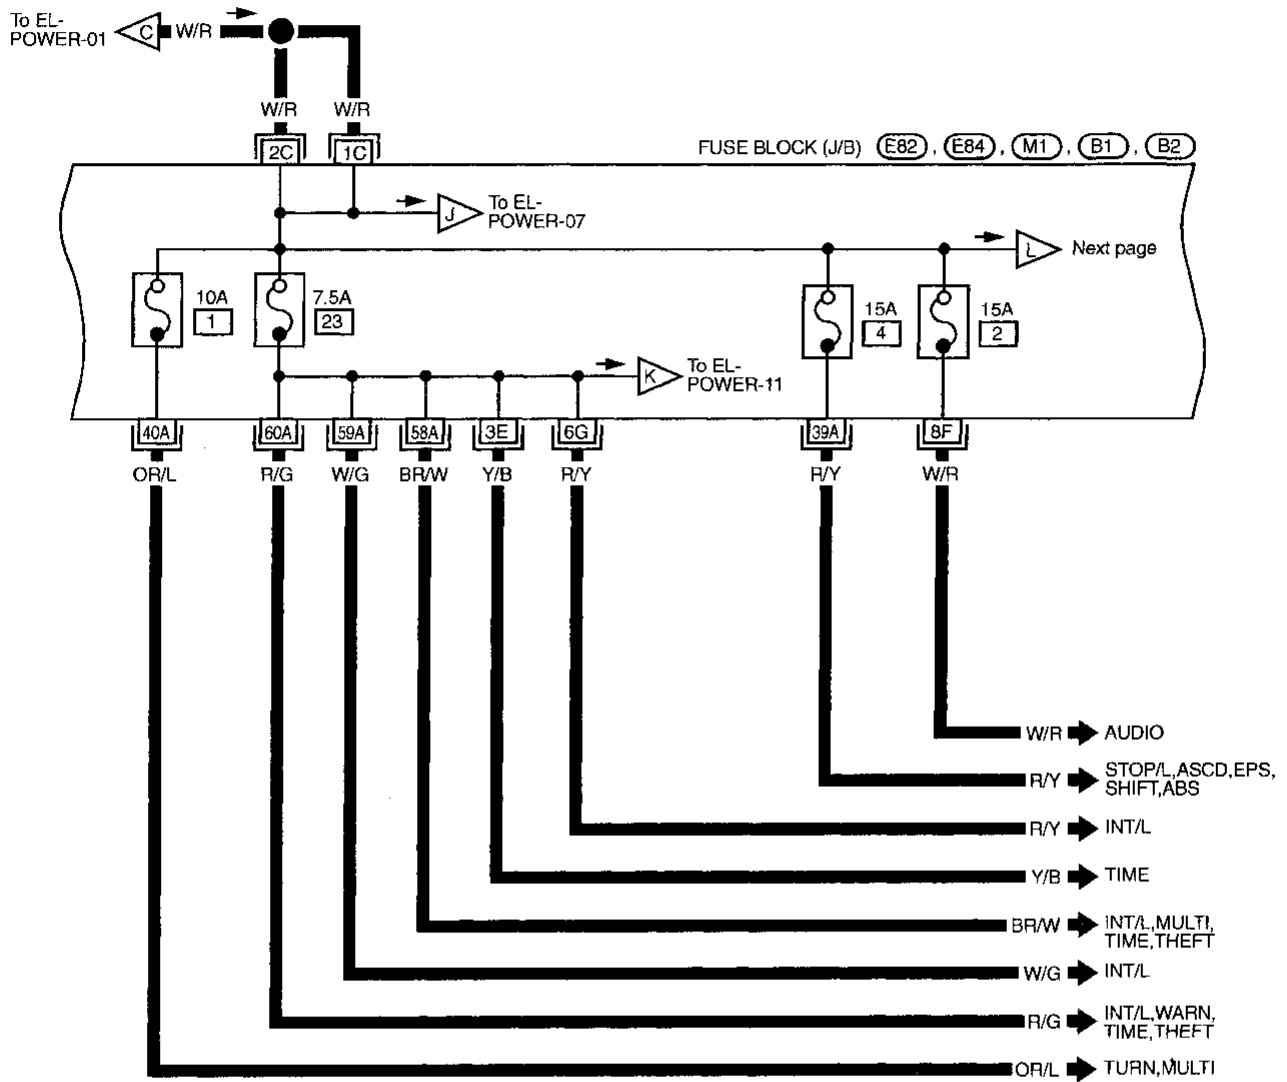 To EL-
POWER-01
C
W/R
W/R
W/R
2C
1C
FUSE BLOCK (J/B) E82, E84, M1, B1, B2
J
To EL-
POWER-07
L
Next page
10A
1
7.5A
23
15A
4
15A
2
K
To EL-
POWER-11
40A
60A
59A
58A
3E
6G
39A
8F
OR/L
R/G
W/G
BR/W
Y/B
R/Y
R/Y
W/R
W/R
AUDIO
R/Y
STOP/L,ASCD,EPS,
SHIFT,ABS
R/Y
INT/L
Y/B
TIME
BR/W
INT/L,MULTI,
TIME,THEFT
W/G
INT/L
R/G
INT/L,WARN,
TIME,THEFT
OR/L
TURN,MULTI